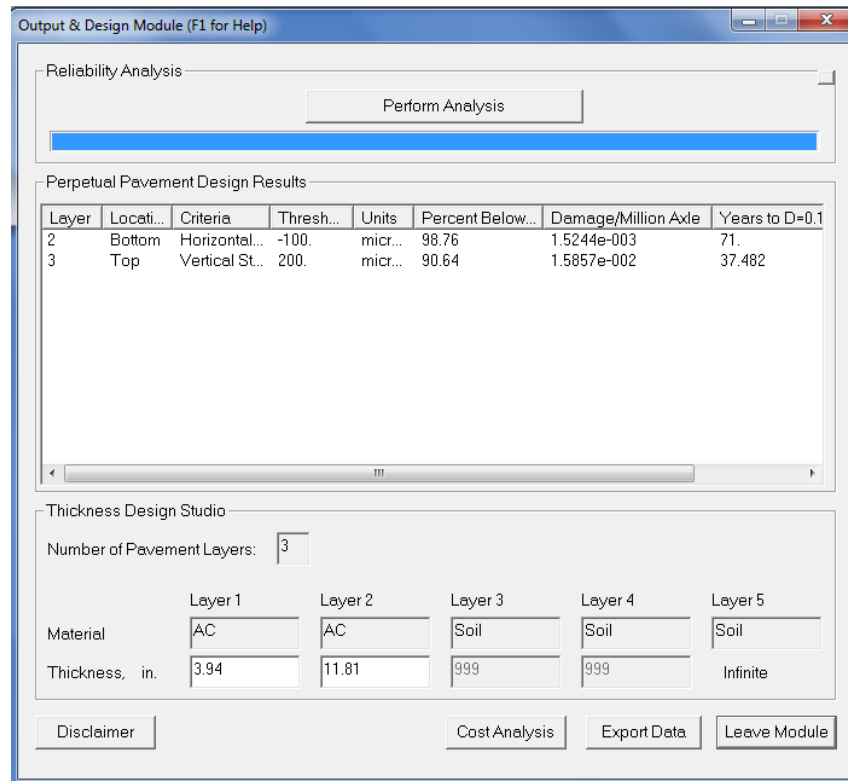 Output & Design Module (F1 for Help)
Reliability Analysis
Perform Analysis
Perpetual Pavement Design Results
Layer Locati... Criteria Thresh... Units Percent Below... Damage/Million Axle Years to D=0.1
2 Bottom Horizontal... -100. micr... 98.76 1.5244e-003 71.
3 Top Vertical St... 200. micr... 90.64 1.5857e-002 37.482
Thickness Design Studio
Number of Pavement Layers: 3
Layer 1 Layer 2 Layer 3 Layer 4 Layer 5
Material AC AC Soil Soil Soil
Thickness, in. 3.94 11.81 999 999 Infinite
Disclaimer Cost Analysis Export Data Leave Module